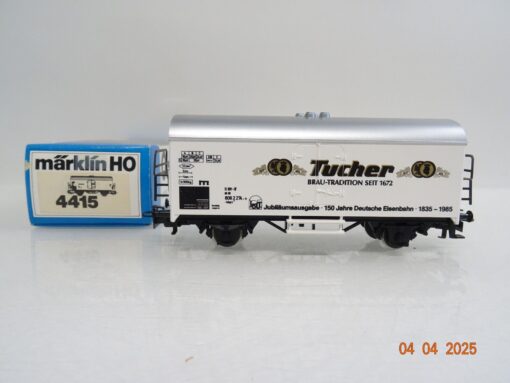 märklin HO
4415
Tucher
BRAU-TRADITION SEIT 1672
Jubiläumsausgabe · 150 Jahre Deutsche Eisenbahn · 1835 – 1985
04 04 2025